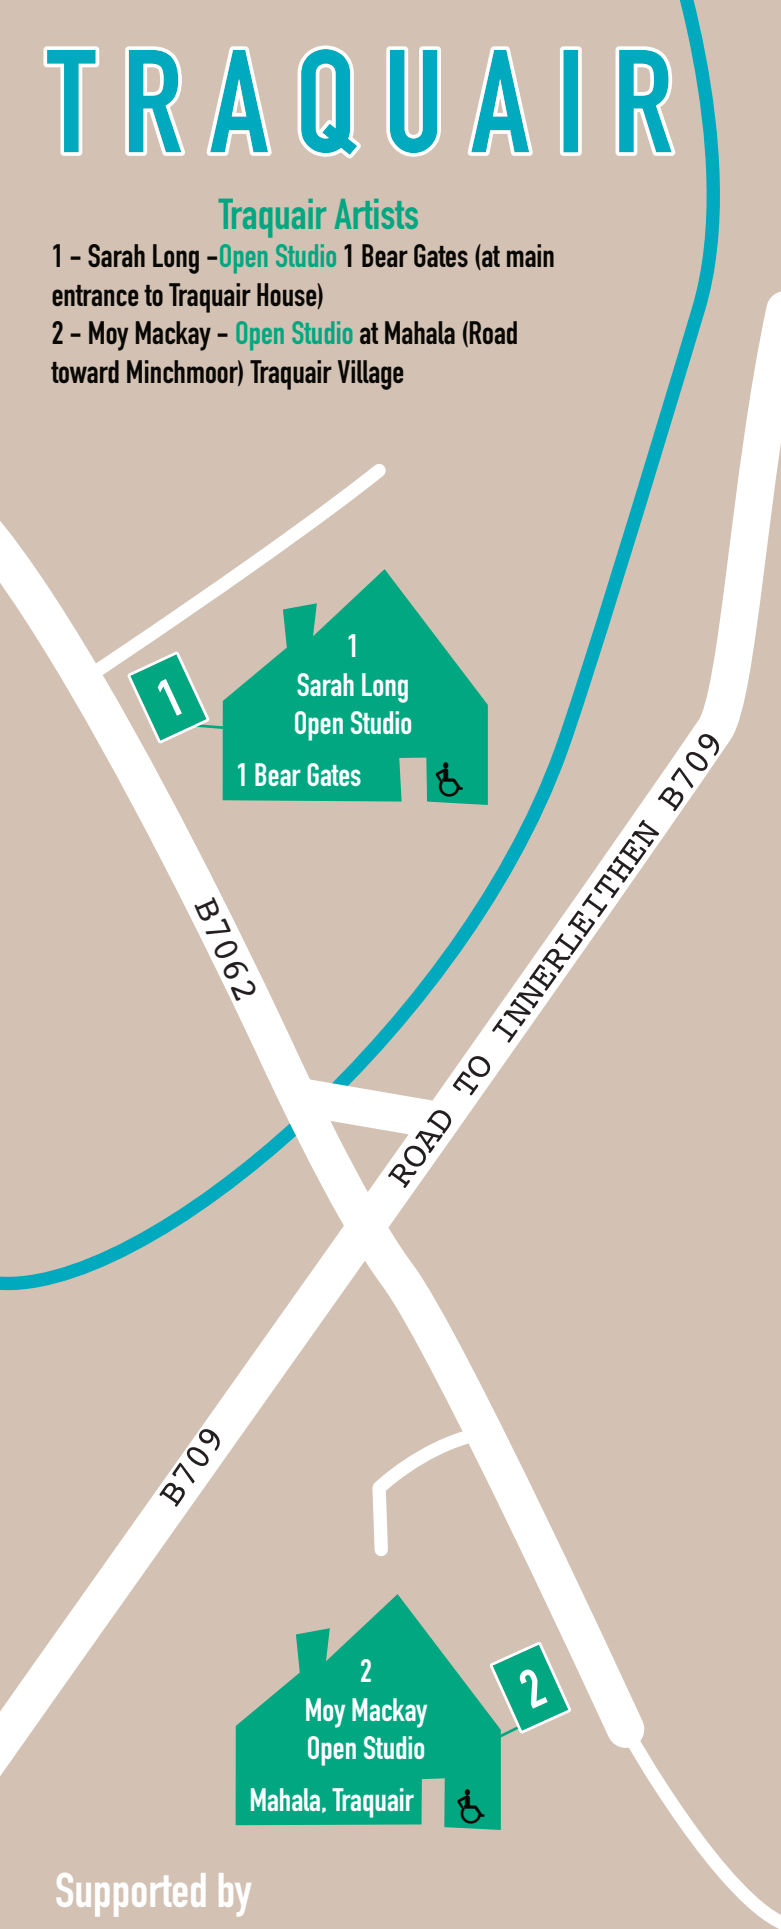 TRAQUAIR
Traquair Artists
1 - Sarah Long -Open Studio 1 Bear Gates (at main
entrance to Traquair House)
2 - Moy Mackay - Open Studio at Mahala (Road
toward Minchmoor) Traquair Village
1
Sarah Long
Open Studio
1 Bear Gates
1
ROAD TO INNERLEITHEN B709
B7062
B709
2
Moy Mackay
Open Studio
Mahala, Traquair
2
Supported by